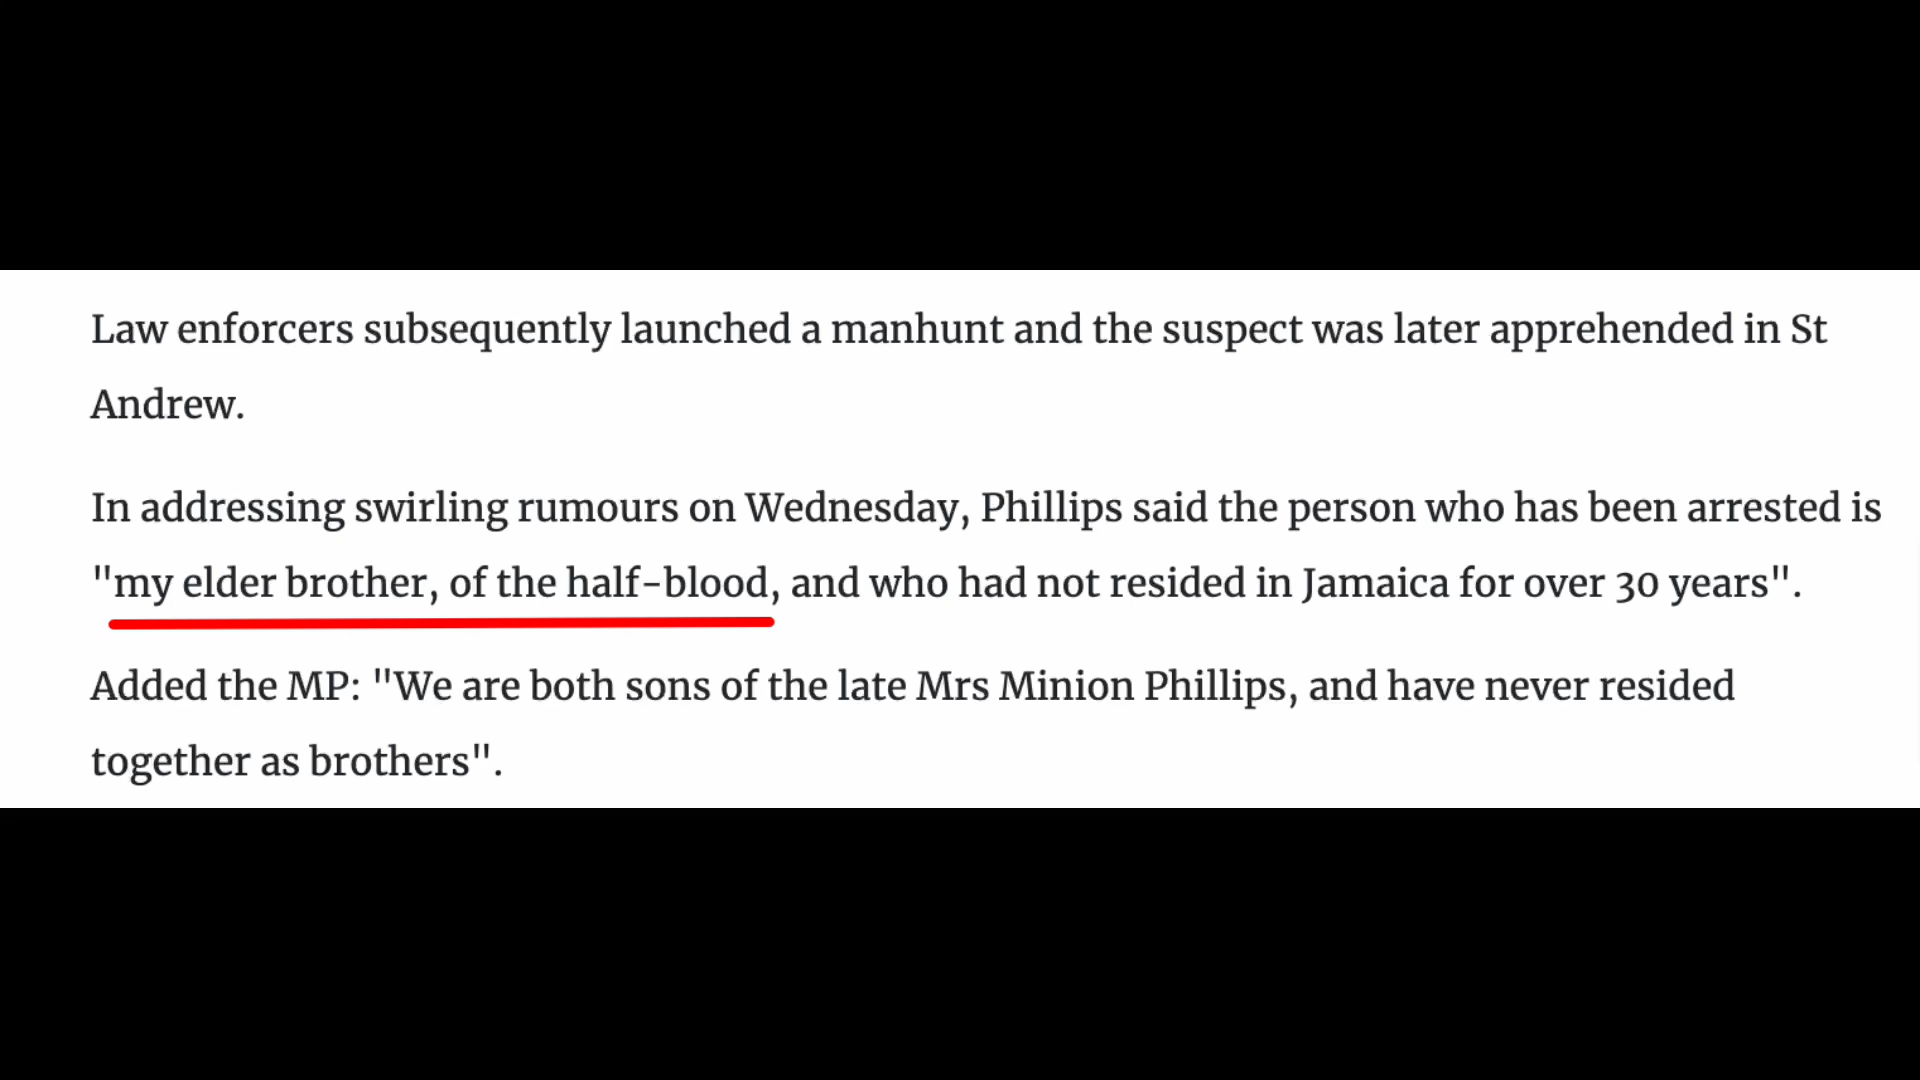 Law enforcers subsequently launched a manhunt and the suspect was later apprehended in St
Andrew.
In addressing swirling rumours on Wednesday, Phillips said the person who has been arrested is
"my elder brother, of the half-blood, and who had not resided in Jamaica for over 30 years".
Added the MP: "We are both sons of the late Mrs Minion Phillips, and have never resided
together as brothers".